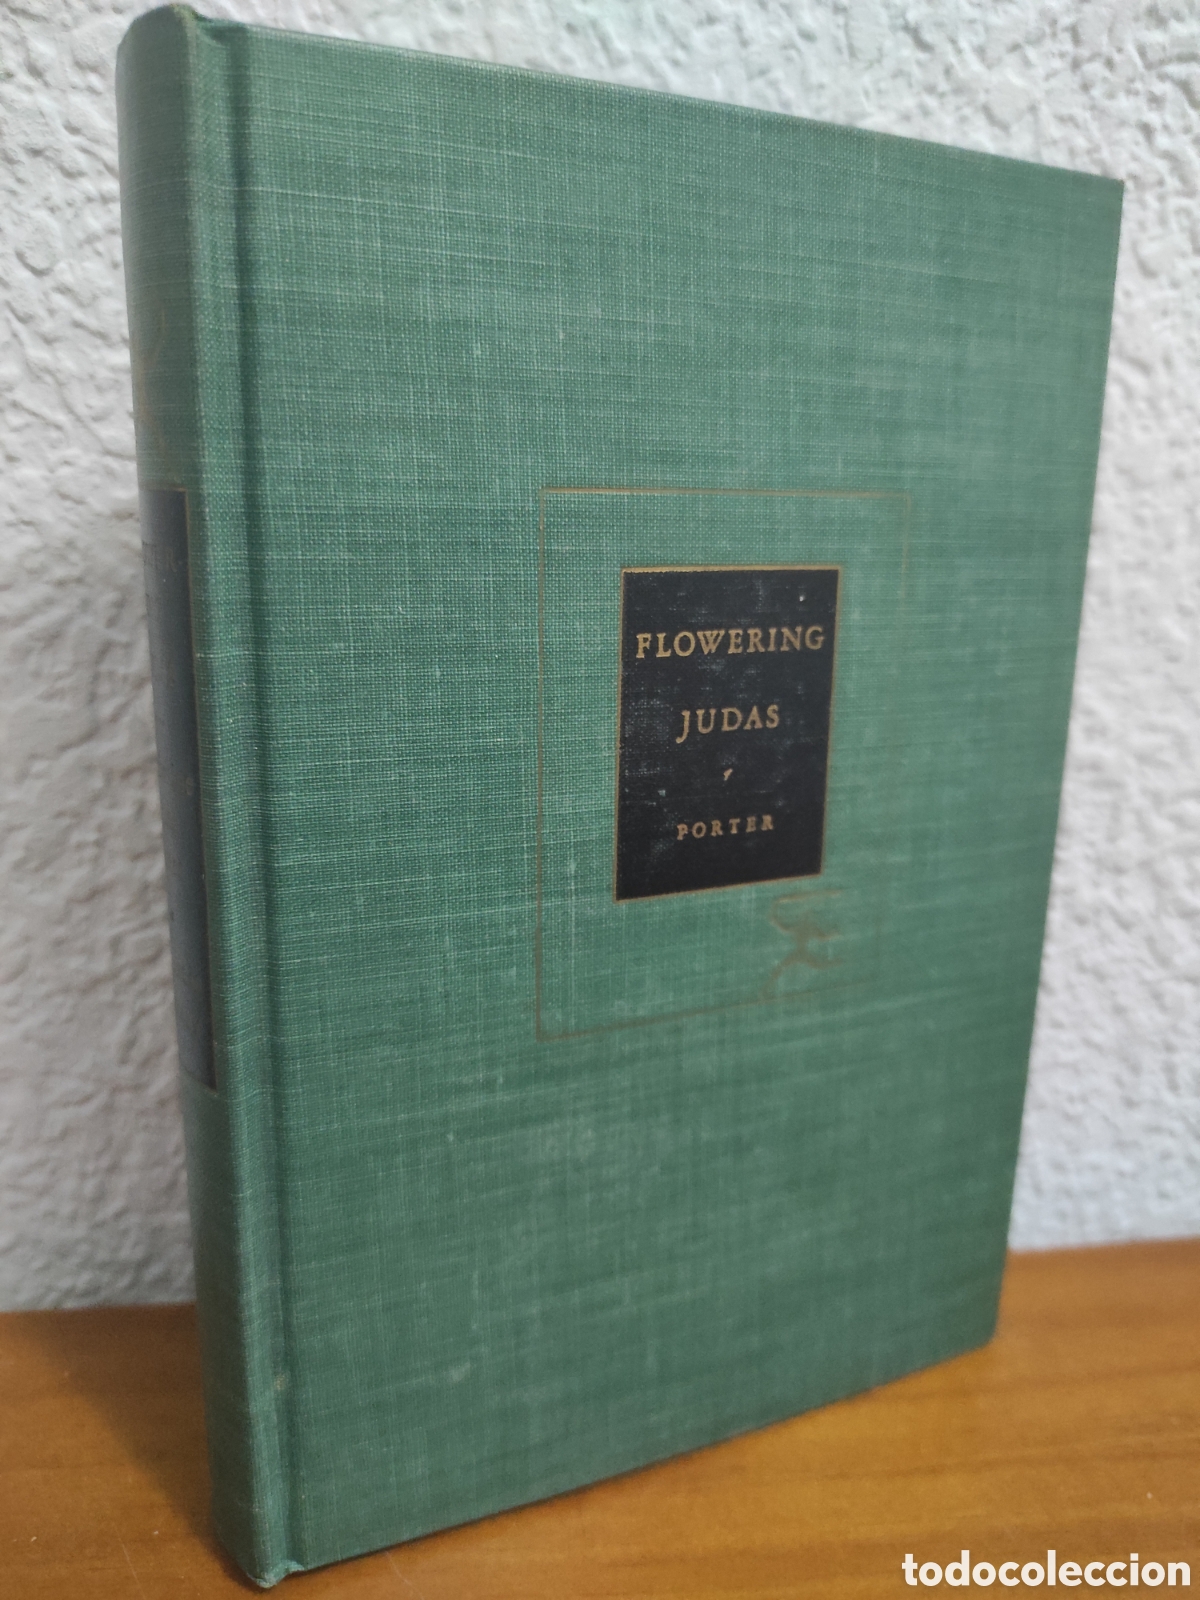 FLOWERING
JUDAS
PORTER
todocoleccion